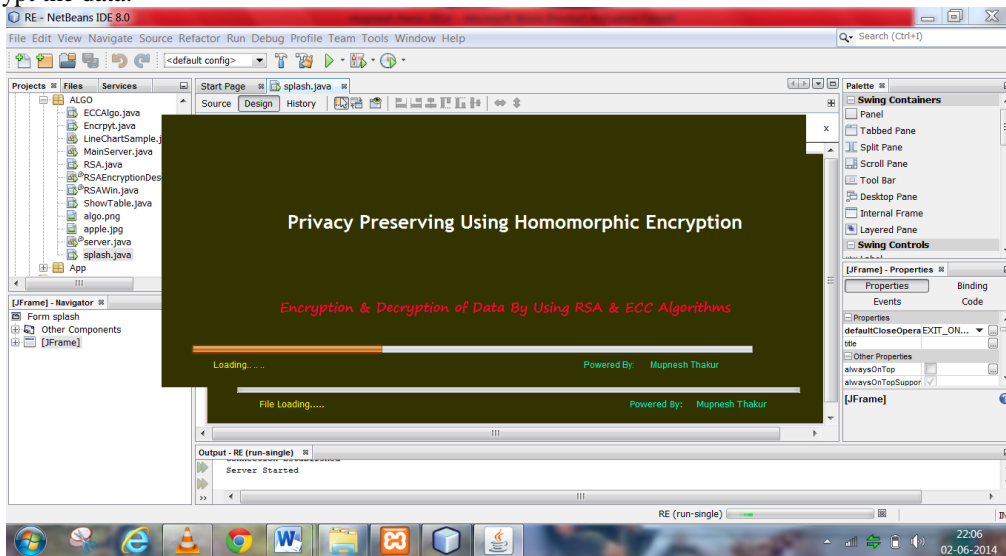 ypt the data.
RE - NetBeans IDE 8.0
File Edit View Navigate Source Refactor Run Debug Profile Team Tools Window Help
Search (Ctrl+I)
<default config>
Projects Files Services
Start Page splash.java
Palette
ALGO
Source Design History
Swing Containers
ECCAlgo.java
Panel
Encrpyt.java
Tabbed Pane
LineChartSample.j
Split Pane
MainServer.java
Scroll Pane
RSA.java
Tool Bar
RSAEncryptionDes
Desktop Pane
RSAWin.java
Internal Frame
ShowTable.java
Layered Pane
algo.png
Swing Controls
apple.jpg
server.java
splash.java
App
Privacy Preserving Using Homomorphic Encryption
Encryption & Decryption of Data By Using RSA & ECC Algorithms
Loading.. .. ..
Powered By: Mupnesh Thakur
File Loading.....
Powered By: Mupnesh Thakur
[JFrame] - Navigator
Form splash
Other Components
[JFrame]
[JFrame] - Properties
Properties Binding
Events Code
Properties
defaultCloseOpera EXIT_ON...
title
Other Properties
alwaysOnTop
alwaysOnTopSuppor
[JFrame]
Output - RE (run-single)
Server Started
RE (run-single)
22:06
02-06-2014